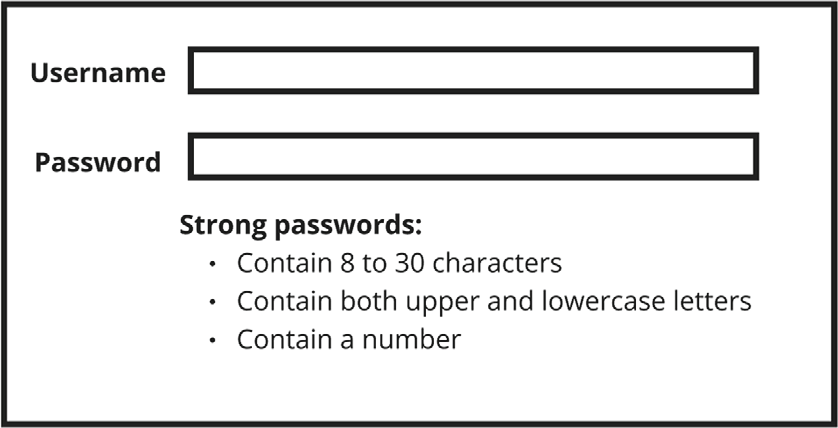 Username
Password
Strong passwords:
• Contain 8 to 30 characters
• Contain both upper and lowercase letters
• Contain a number